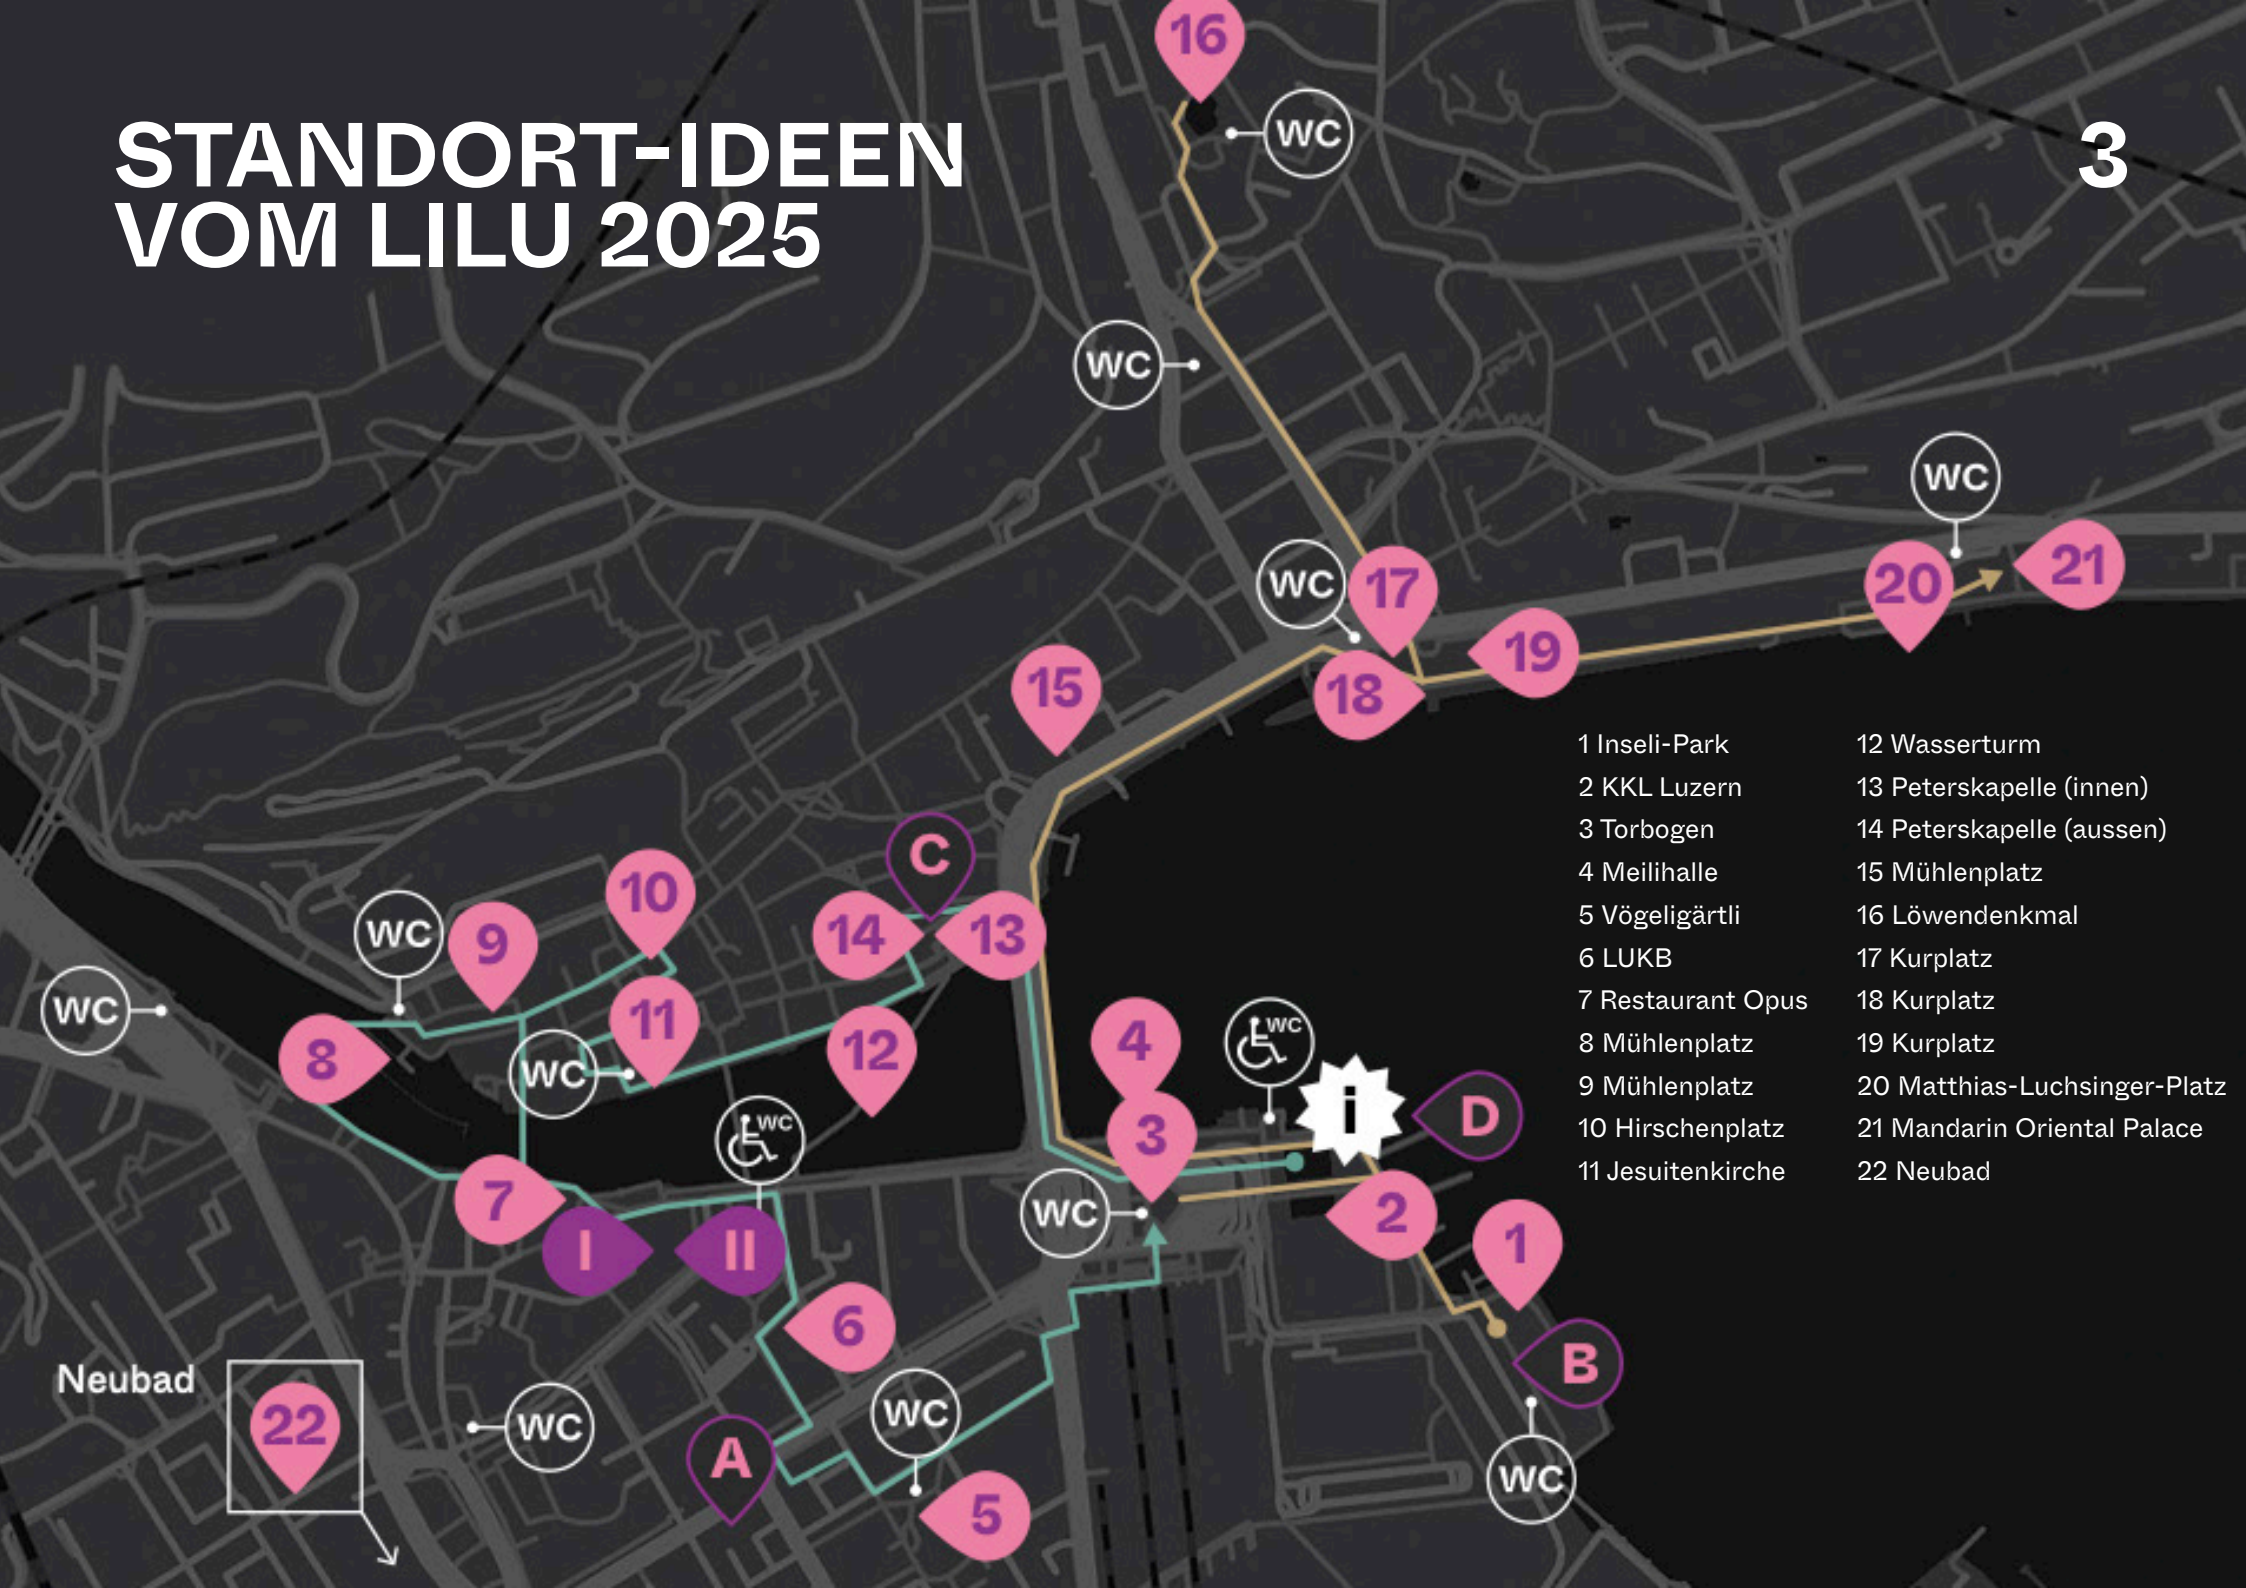 STANDORT-IDEEN
VOM LILU 2025
3
16
WC
WC
WC
21
20
WC
17
19
18
15
1 Inseli-Park
2 KKL Luzern
3 Torbogen
4 Meilihalle
5 Vögeligärtli
6 LUKB
7 Restaurant Opus
8 Mühlenplatz
9 Mühlenplatz
10 Hirschenplatz
11 Jesuitenkirche
12 Wasserturm
13 Peterskapelle (innen)
14 Peterskapelle (aussen)
15 Mühlenplatz
16 Löwendenkmal
17 Kurplatz
18 Kurplatz
19 Kurplatz
20 Matthias-Luchsinger-Platz
21 Mandarin Oriental Palace
22 Neubad
C
10
WC
9
14
13
WC
11
12
8
WC
4
WC
i
D
3
WC
7
I
II
WC
2
1
6
B
Neubad
22
WC
WC
A
5
WC